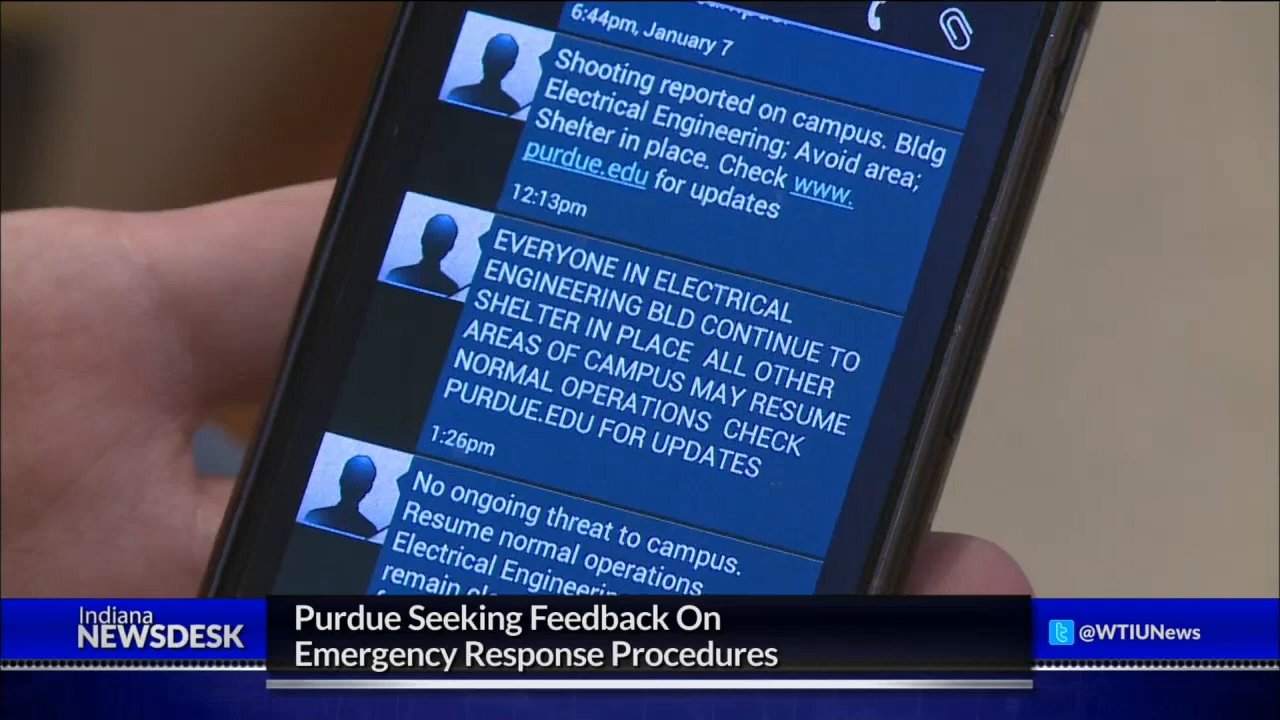 6:44pm, January 7
Shooting reported on campus. Bldg
Electrical Engineering; Avoid area;
Shelter in place. Check www.
purdue.edu for updates
12:13pm
EVERYONE IN ELECTRICAL
ENGINEERING BLD CONTINUE TO
SHELTER IN PLACE ALL OTHER
AREAS OF CAMPUS MAY RESUME
NORMAL OPERATIONS CHECK
PURDUE.EDU FOR UPDATES
1:26pm
No ongoing threat to campus.
Resume normal operations
Electrical Engineering
remain
Indiana
NEWSDESK
Purdue Seeking Feedback On
Emergency Response Procedures
@WTIUNews